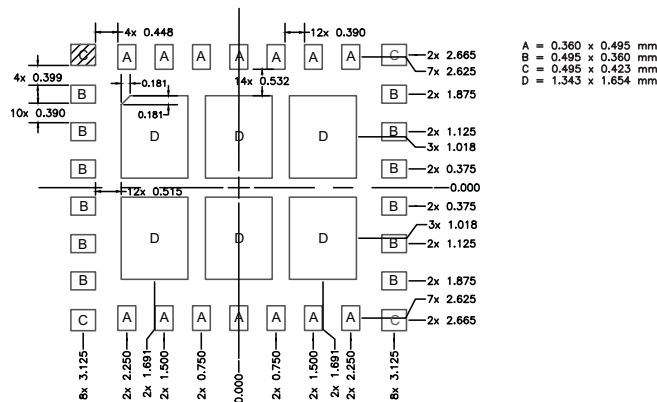 4x 0.448
12x 0.390
C A A A A A A A C
2x 2.665
7x 2.625
A = 0.360 x 0.495 mm
B = 0.495 x 0.360 mm
C = 0.495 x 0.423 mm
D = 1.343 x 1.654 mm
4x 0.399
0.181
14x 0.532
B B
2x 1.875
10x 0.390
0.181
B D D D B
2x 1.125
3x 1.018
B B
2x 0.375
12x 0.515
0.000
B B
2x 0.375
3x 1.018
B D D D B
2x 1.125
B B
2x 1.875
7x 2.625
C A A A A A A A C
2x 2.665
8x 3.125
2x 2.250
2x 1.691
2x 1.500
2x 0.750
0.000
2x 0.750
2x 1.500
2x 1.691
2x 2.250
8x 3.125